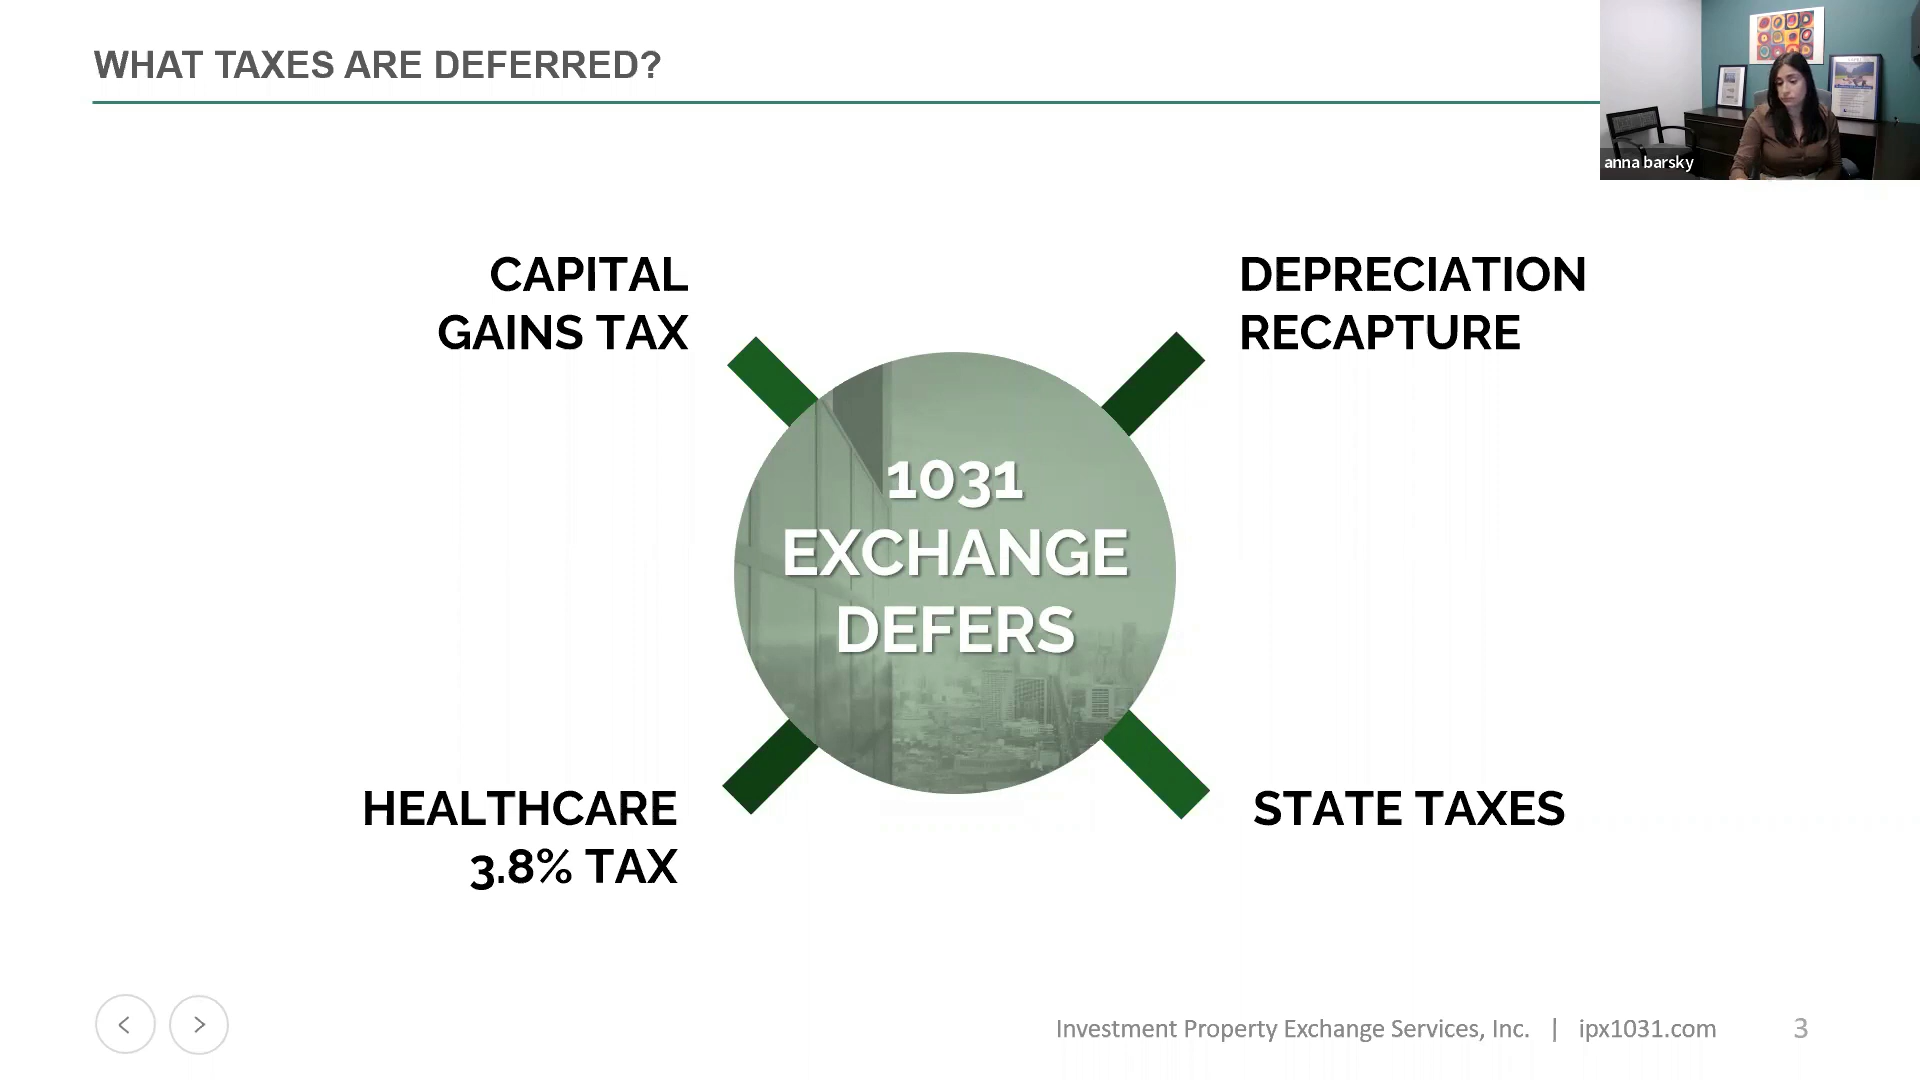 WHAT TAXES ARE DEFERRED?
anna barsky
CAPITAL
GAINS TAX
DEPRECIATION
RECAPTURE
1031
EXCHANGE
DEFERS
HEALTHCARE
3.8% TAX
STATE TAXES
Investment Property Exchange Services, Inc. | ipx1031.com 3